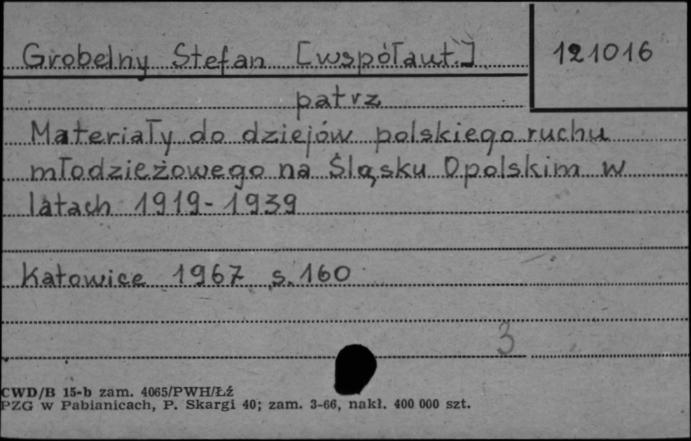 Grobelny Stefan [współaut.] 121016
patrz
Materiały do dziejów polskiego ruchu
młodzieżowego na Śląsku Opolskim w
latach 1919-1939
Katowice 1967 s. 160
3
CWD/B 15-b zam. 4065/PWH/Łź
PZG w Pabianicach, P. Skargi 40; zam. 3-66, nakł. 400 000 szt.